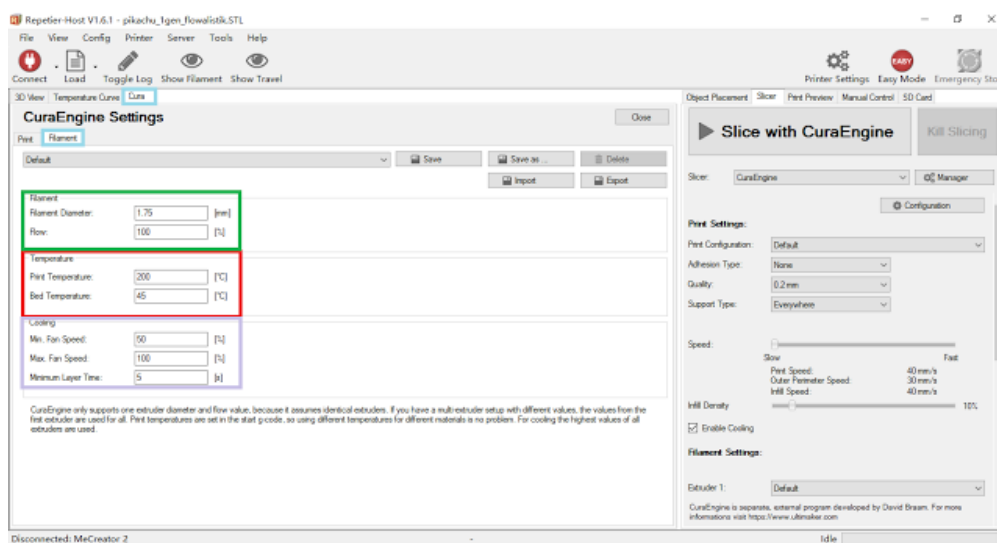 Repetier-Host V1.6.1 - pikachu_1gen_flowalistik.STL
File View Config Printer Server Tools Help
Connect Load Toggle Log Show Filament Show Travel
Printer Settings Easy Mode Emergency Sto
EASY
3D View Temperature Curve Cura
Object Placement Slicer Print Preview Manual Control SD Card
CuraEngine Settings
Close
Print Filament
Default
Save Save as ... Delete
Import Export
Filament
Filament Diameter: 1.75 [mm]
Flow: 100 [%]
Temperature
Print Temperature: 200 [°C]
Bed Temperature: 45 [°C]
Cooling
Min. Fan Speed: 50 [%]
Max. Fan Speed: 100 [%]
Minimum Layer Time: 5 [s]
CuraEngine only supports one extruder diameter and flow value, because it assumes identical extruders. If you have a multi-extruder setup with different values, the values from the
first extruder are used for all. Print temperatures are set in the start g-code, so using different temperatures for different materials is no problem. For cooling the highest values of all
extruders are used.
Slice with CuraEngine
Kill Slicing
Slicer: CuraEngine Manager
Configuration
Print Settings:
Print Configuration: Default
Adhesion Type: None
Quality: 0.2 mm
Support Type: Everywhere
Speed:
Slow Fast
Print Speed: 40 mm/s
Outer Perimeter Speed: 30 mm/s
Infill Speed: 40 mm/s
Infill Density 10%
Enable Cooling
Filament Settings:
Extruder 1: Default
CuraEngine is separate, external program developed by David Braam. For more
informations visit https://www.ultimaker.com
Disconnected: MeCreator 2 - Idle